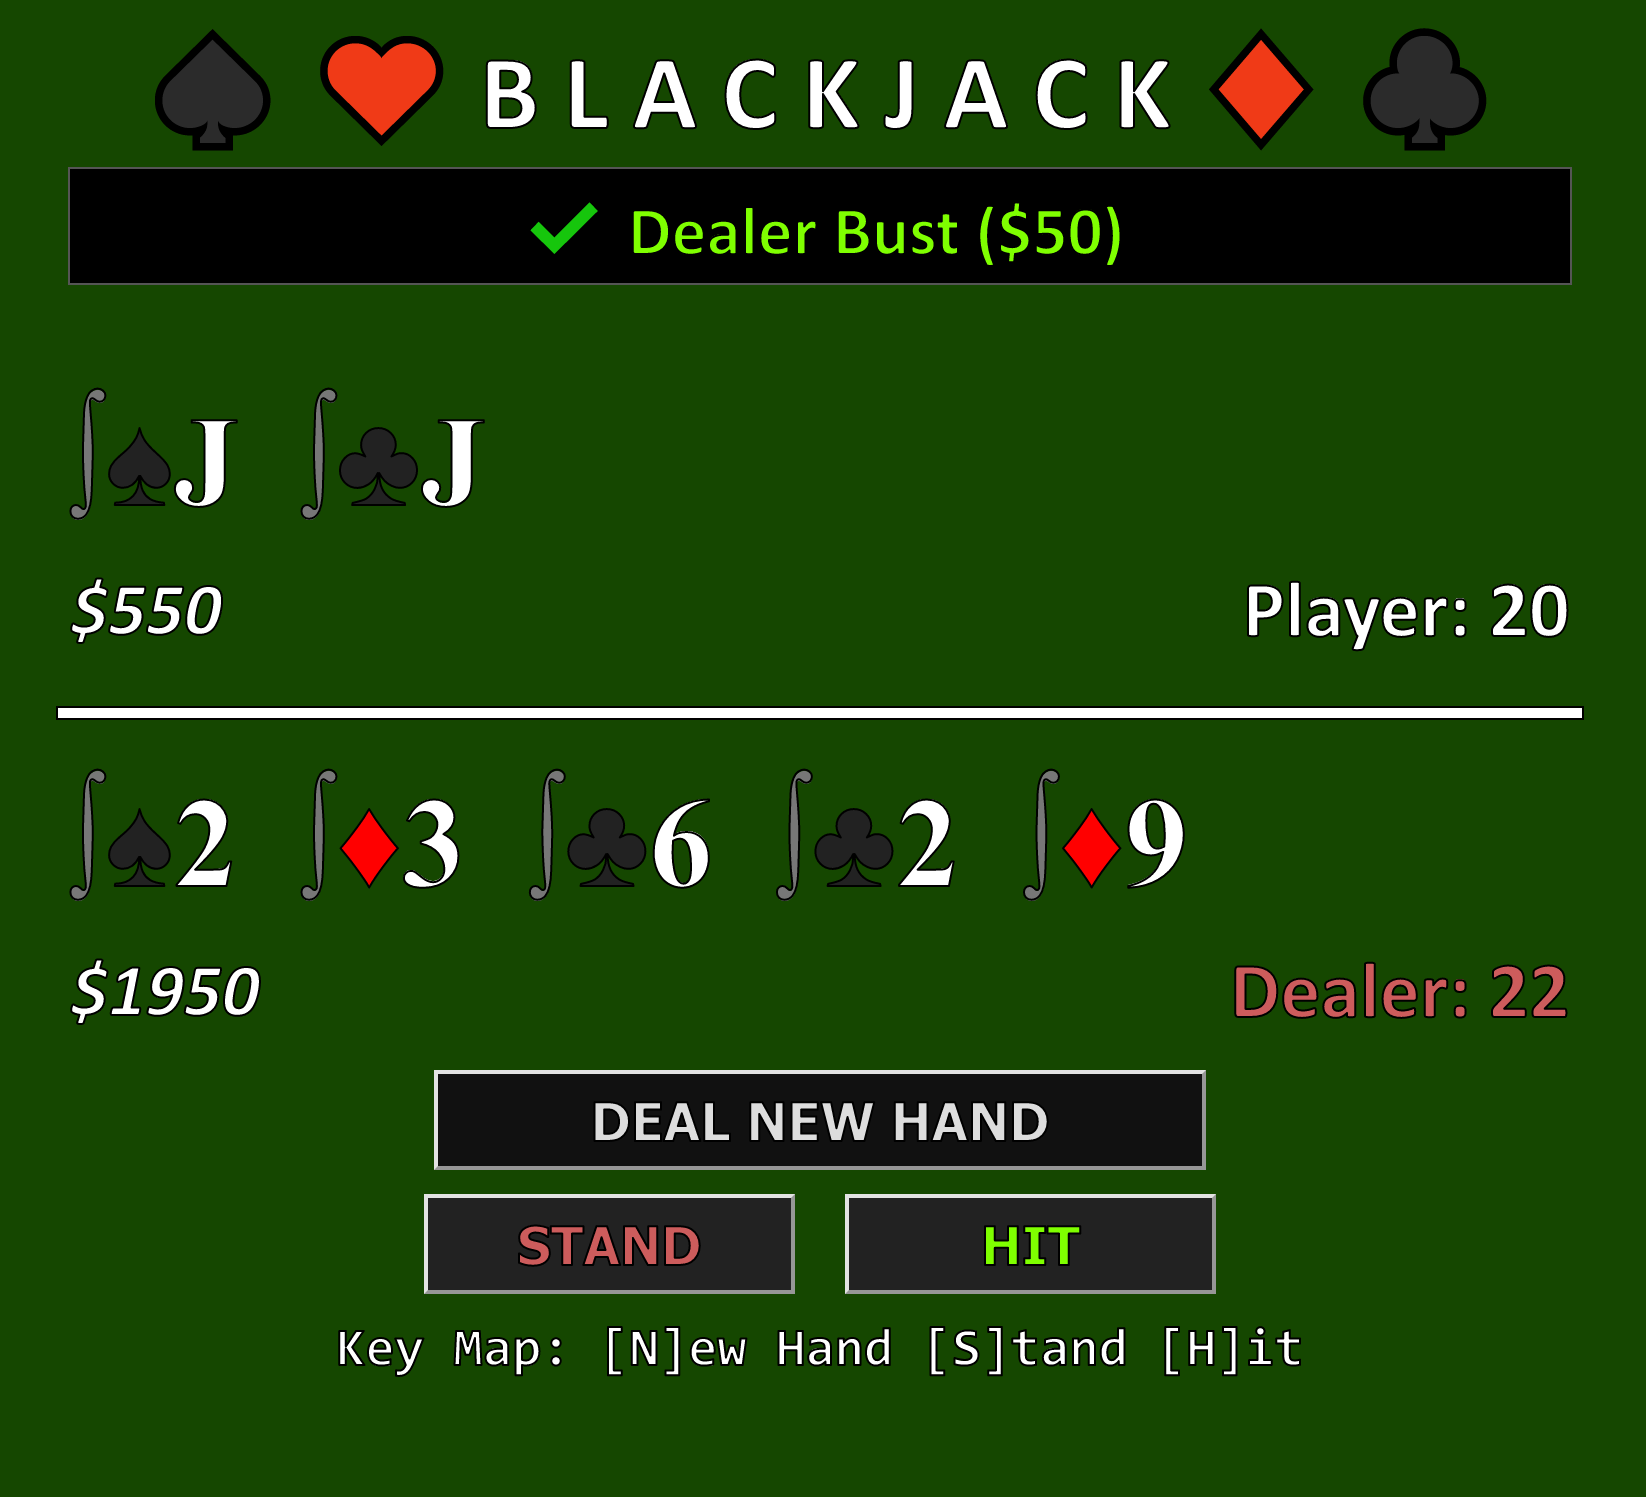 ♠ ♥ BLACKJACK ♦ ♣
✔ Dealer Bust ($50)
∫♠J ∫♣J
$550 Player: 20
∫♠2 ∫♦3 ∫♣6 ∫♣2 ∫♦9
$1950 Dealer: 22
DEAL NEW HAND
STAND HIT
Key Map: [N]ew Hand [S]tand [H]it